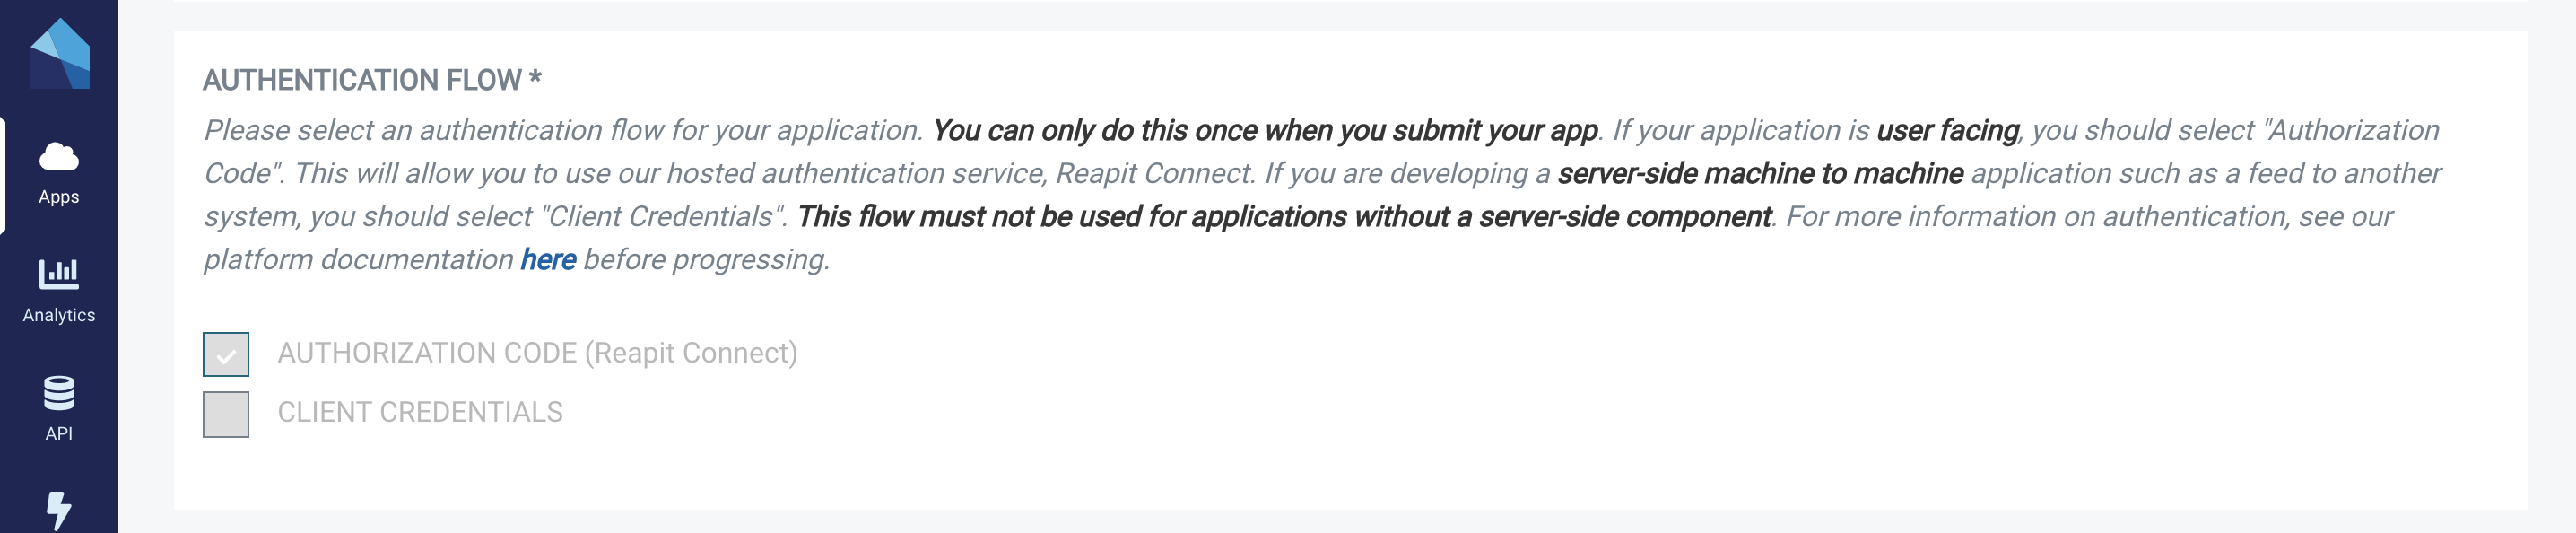 AUTHENTICATION FLOW *
Please select an authentication flow for your application. You can only do this once when you submit your app. If your application is user facing, you should select "Authorization
Code". This will allow you to use our hosted authentication service, Reapit Connect. If you are developing a server-side machine to machine application such as a feed to another
system, you should select "Client Credentials". This flow must not be used for applications without a server-side component. For more information on authentication, see our
platform documentation here before progressing.
AUTHORIZATION CODE (Reapit Connect)
CLIENT CREDENTIALS
Apps
Analytics
API